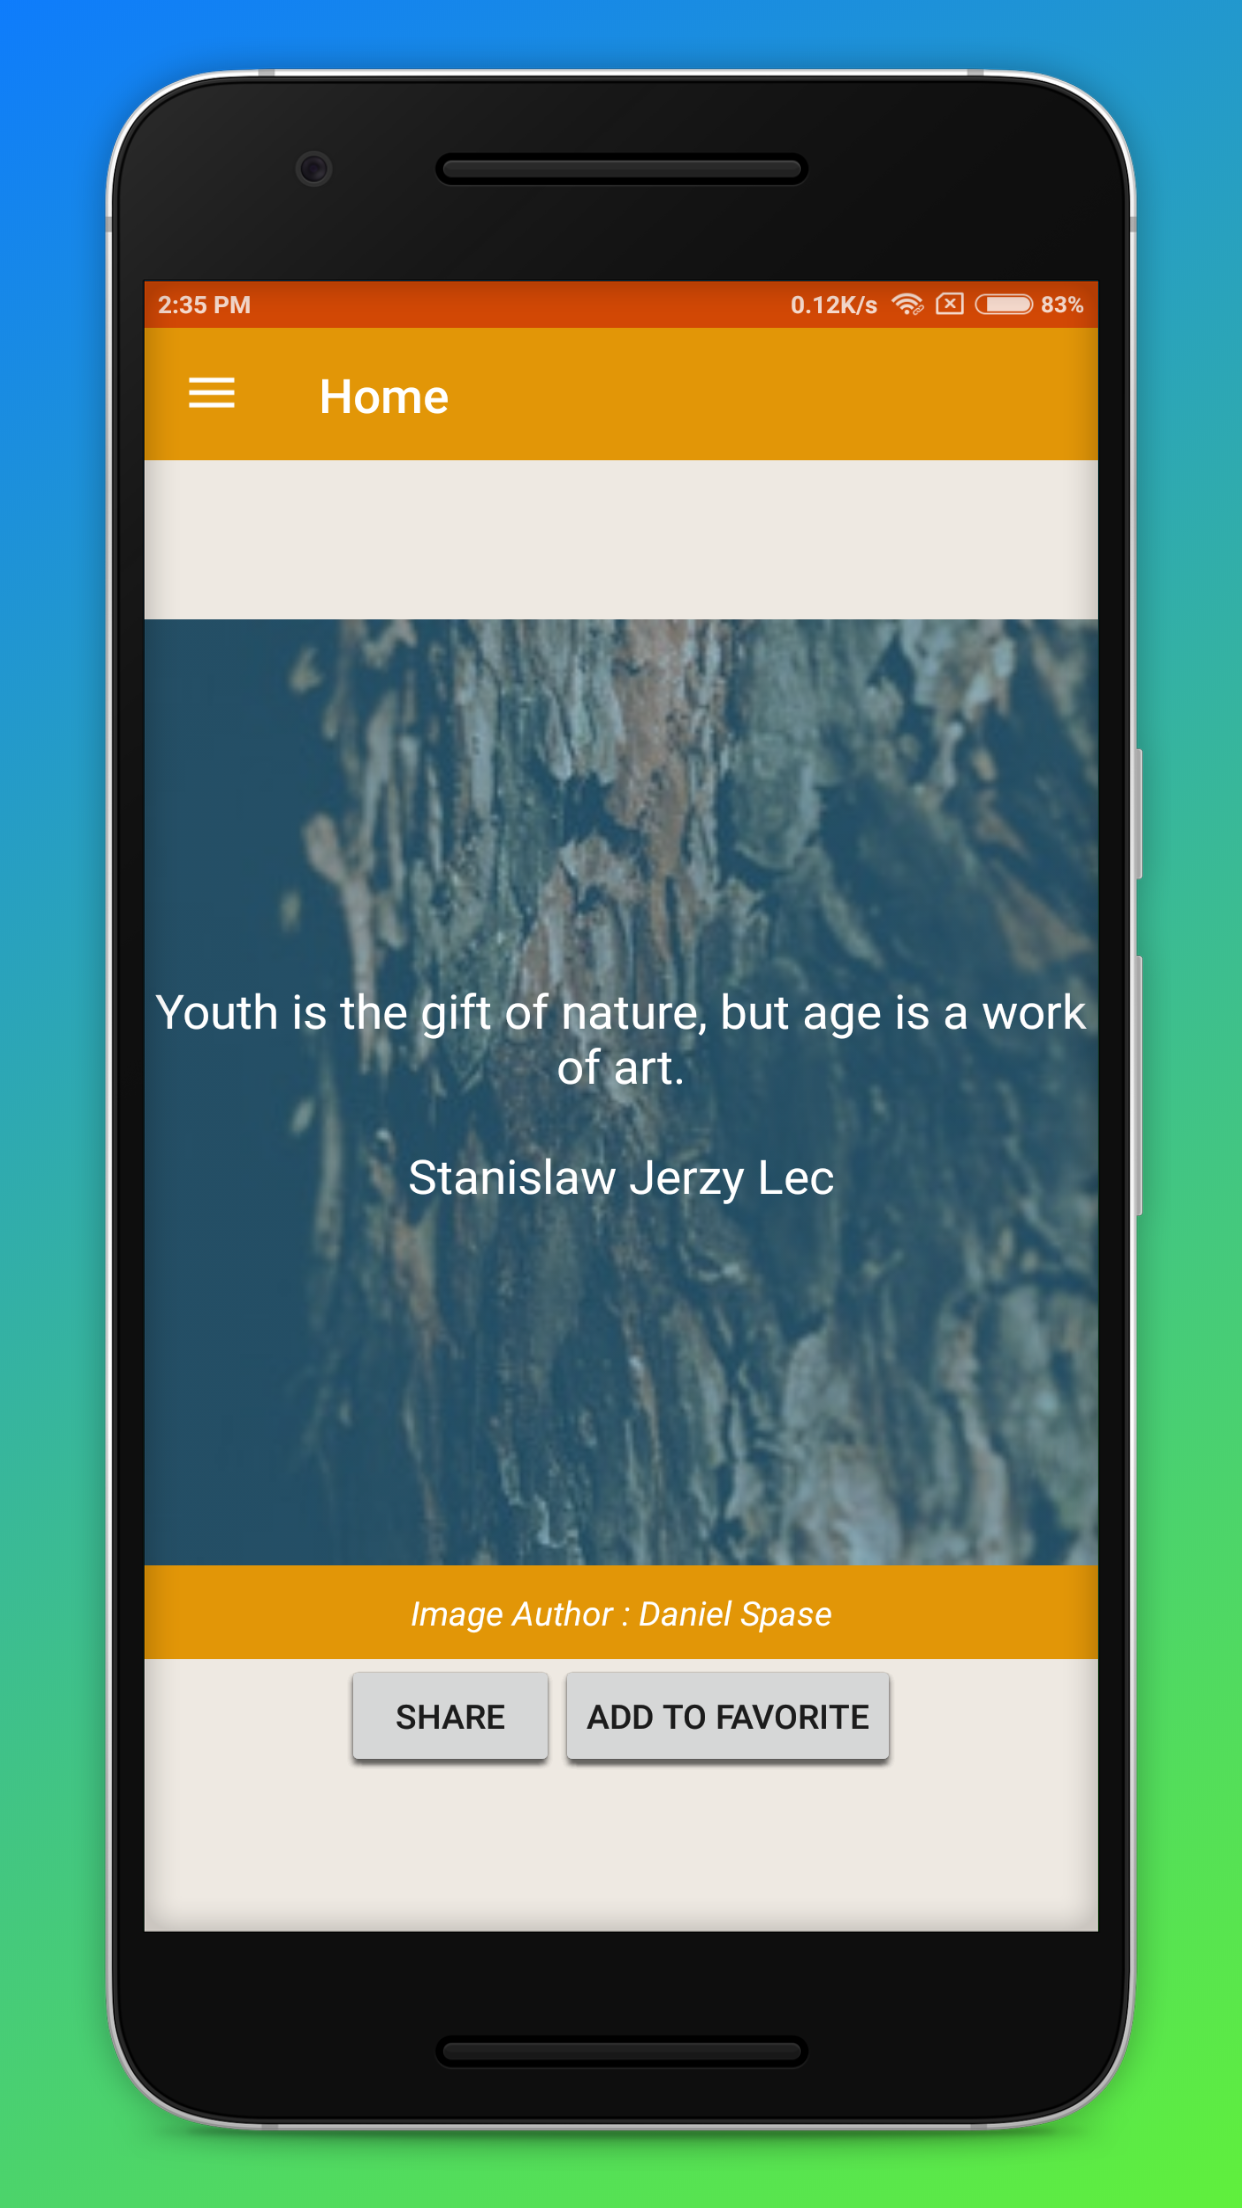 2:35 PM 0.12K/s 83%
Home
Youth is the gift of nature, but age is a work
of art.
Stanislaw Jerzy Lec
Image Author : Daniel Spase
SHARE ADD TO FAVORITE